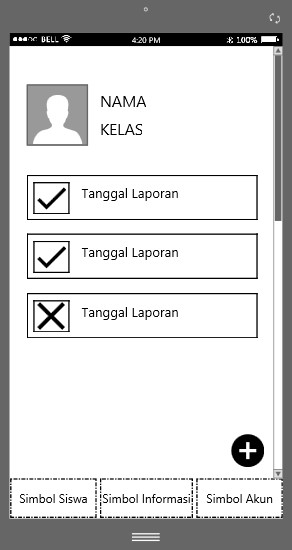 BELL 4:20 PM 100%
NAMA
KELAS
Tanggal Laporan
Tanggal Laporan
Tanggal Laporan
Simbol Siswa Simbol Informasi Simbol Akun